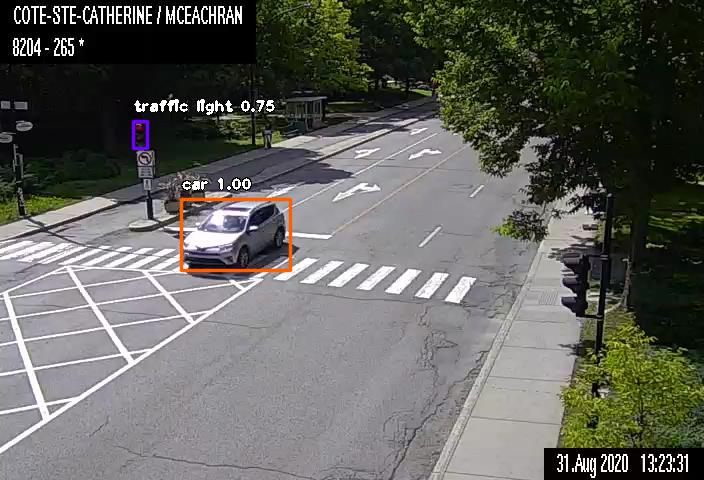 COTE-STE-CATHERINE / MCEACHRAN
8204 - 265 *
traffic light 0.75
car 1.00
31.Aug 2020 13:23:31